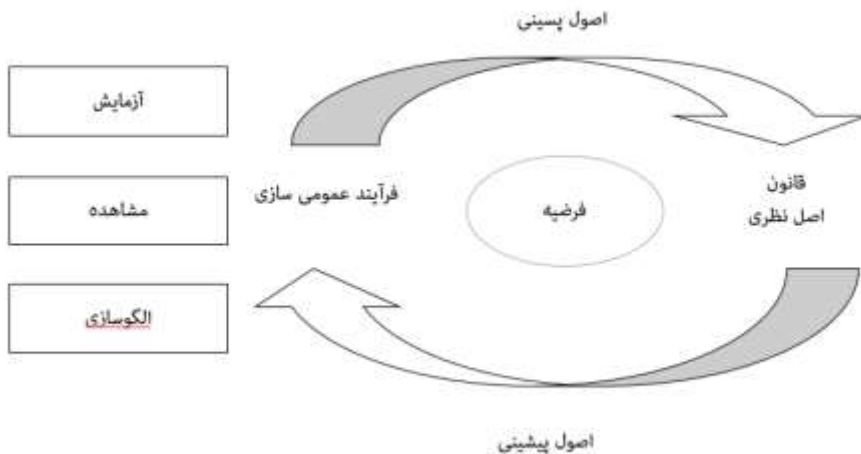 اصول پسینی
آزمایش
مشاهده
الگوسازی
فرآیند عمومی سازی
فرضیه
قانون
اصل نظری
اصول پیشینی